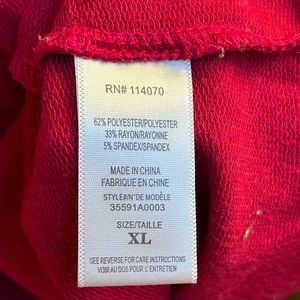 RN# 114070
62% POLYESTER/POLYESTER
33% RAYON/RAYONNE
5% SPANDEX/SPANDEX
MADE IN CHINA
FABRIQUE EN CHINE
STYLE#/N°DE MODÈLE
35591A0003
SIZE/TAILLE
XL
SEE REVERSE FOR CARE INSTRUCTIONS
VOIR AU DOS POUR L'ENTRETIEN